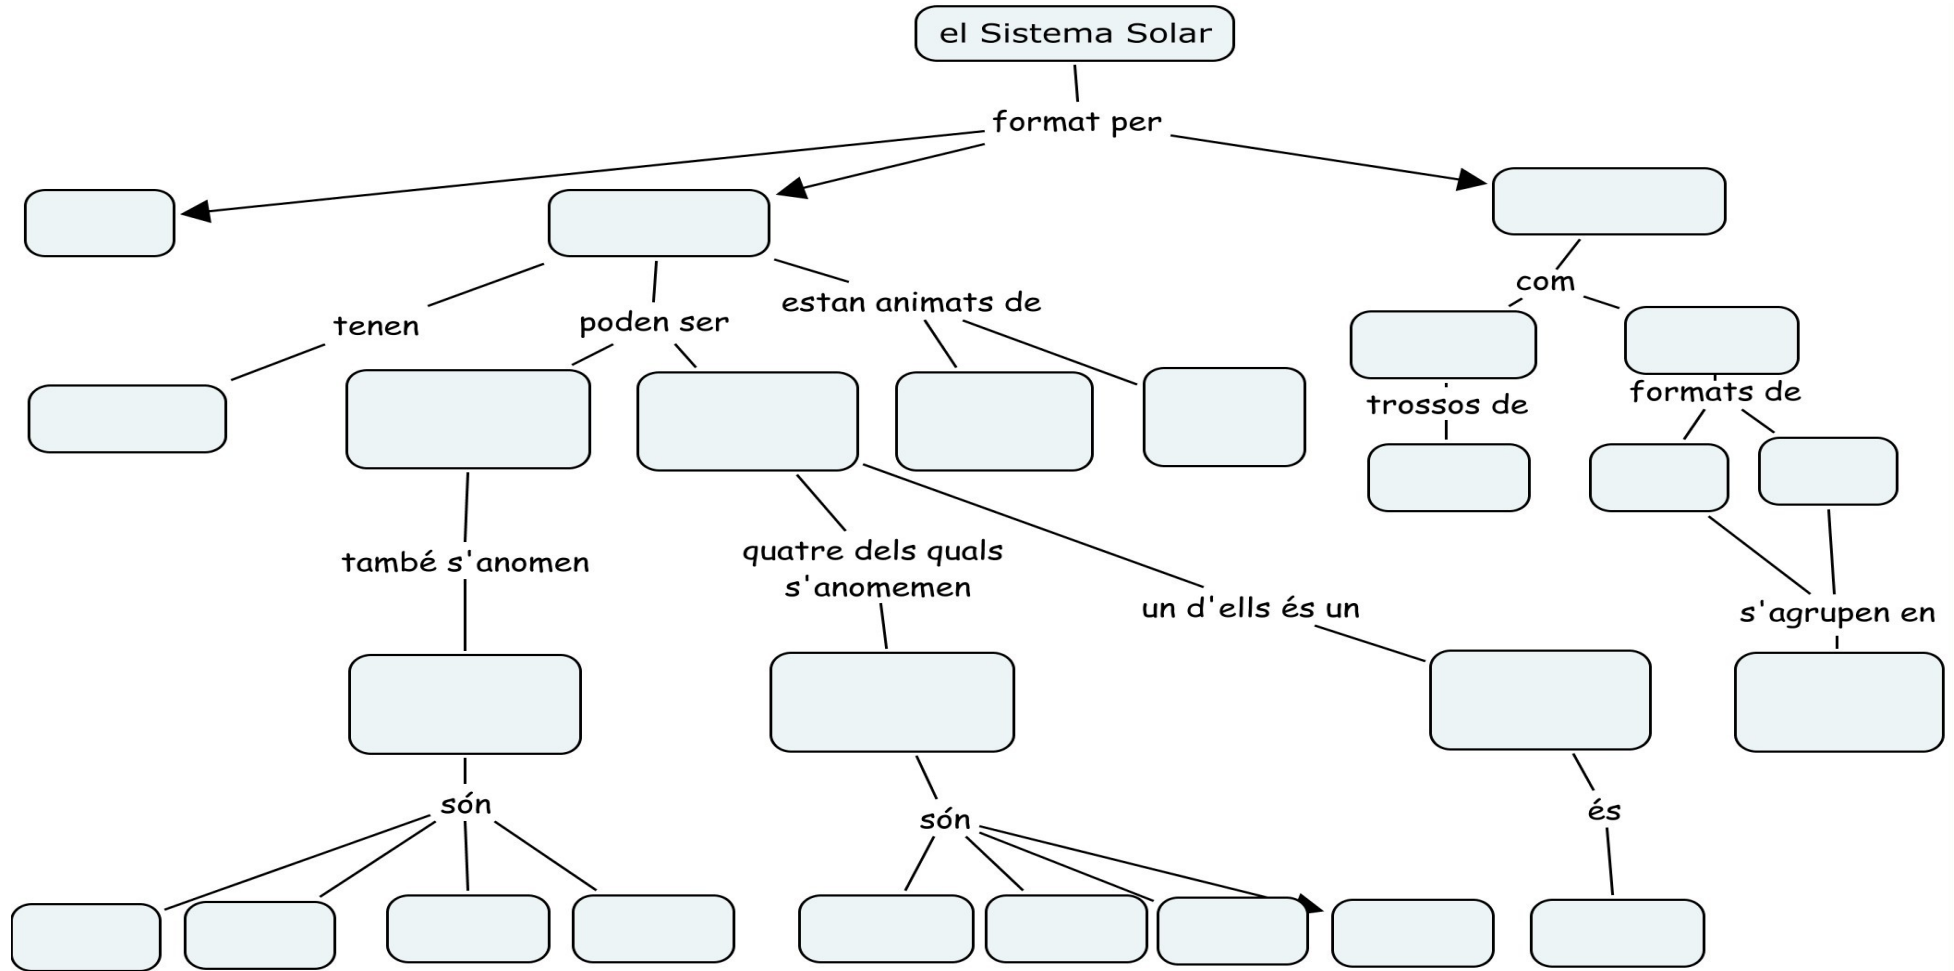 el Sistema Solar
format per
com
estan animats de
poden ser
tenen
formats de
trossos de
quatre dels quals
s'anomemen
també s'anomen
un d'ells és un
s'agrupen en
són
són
és